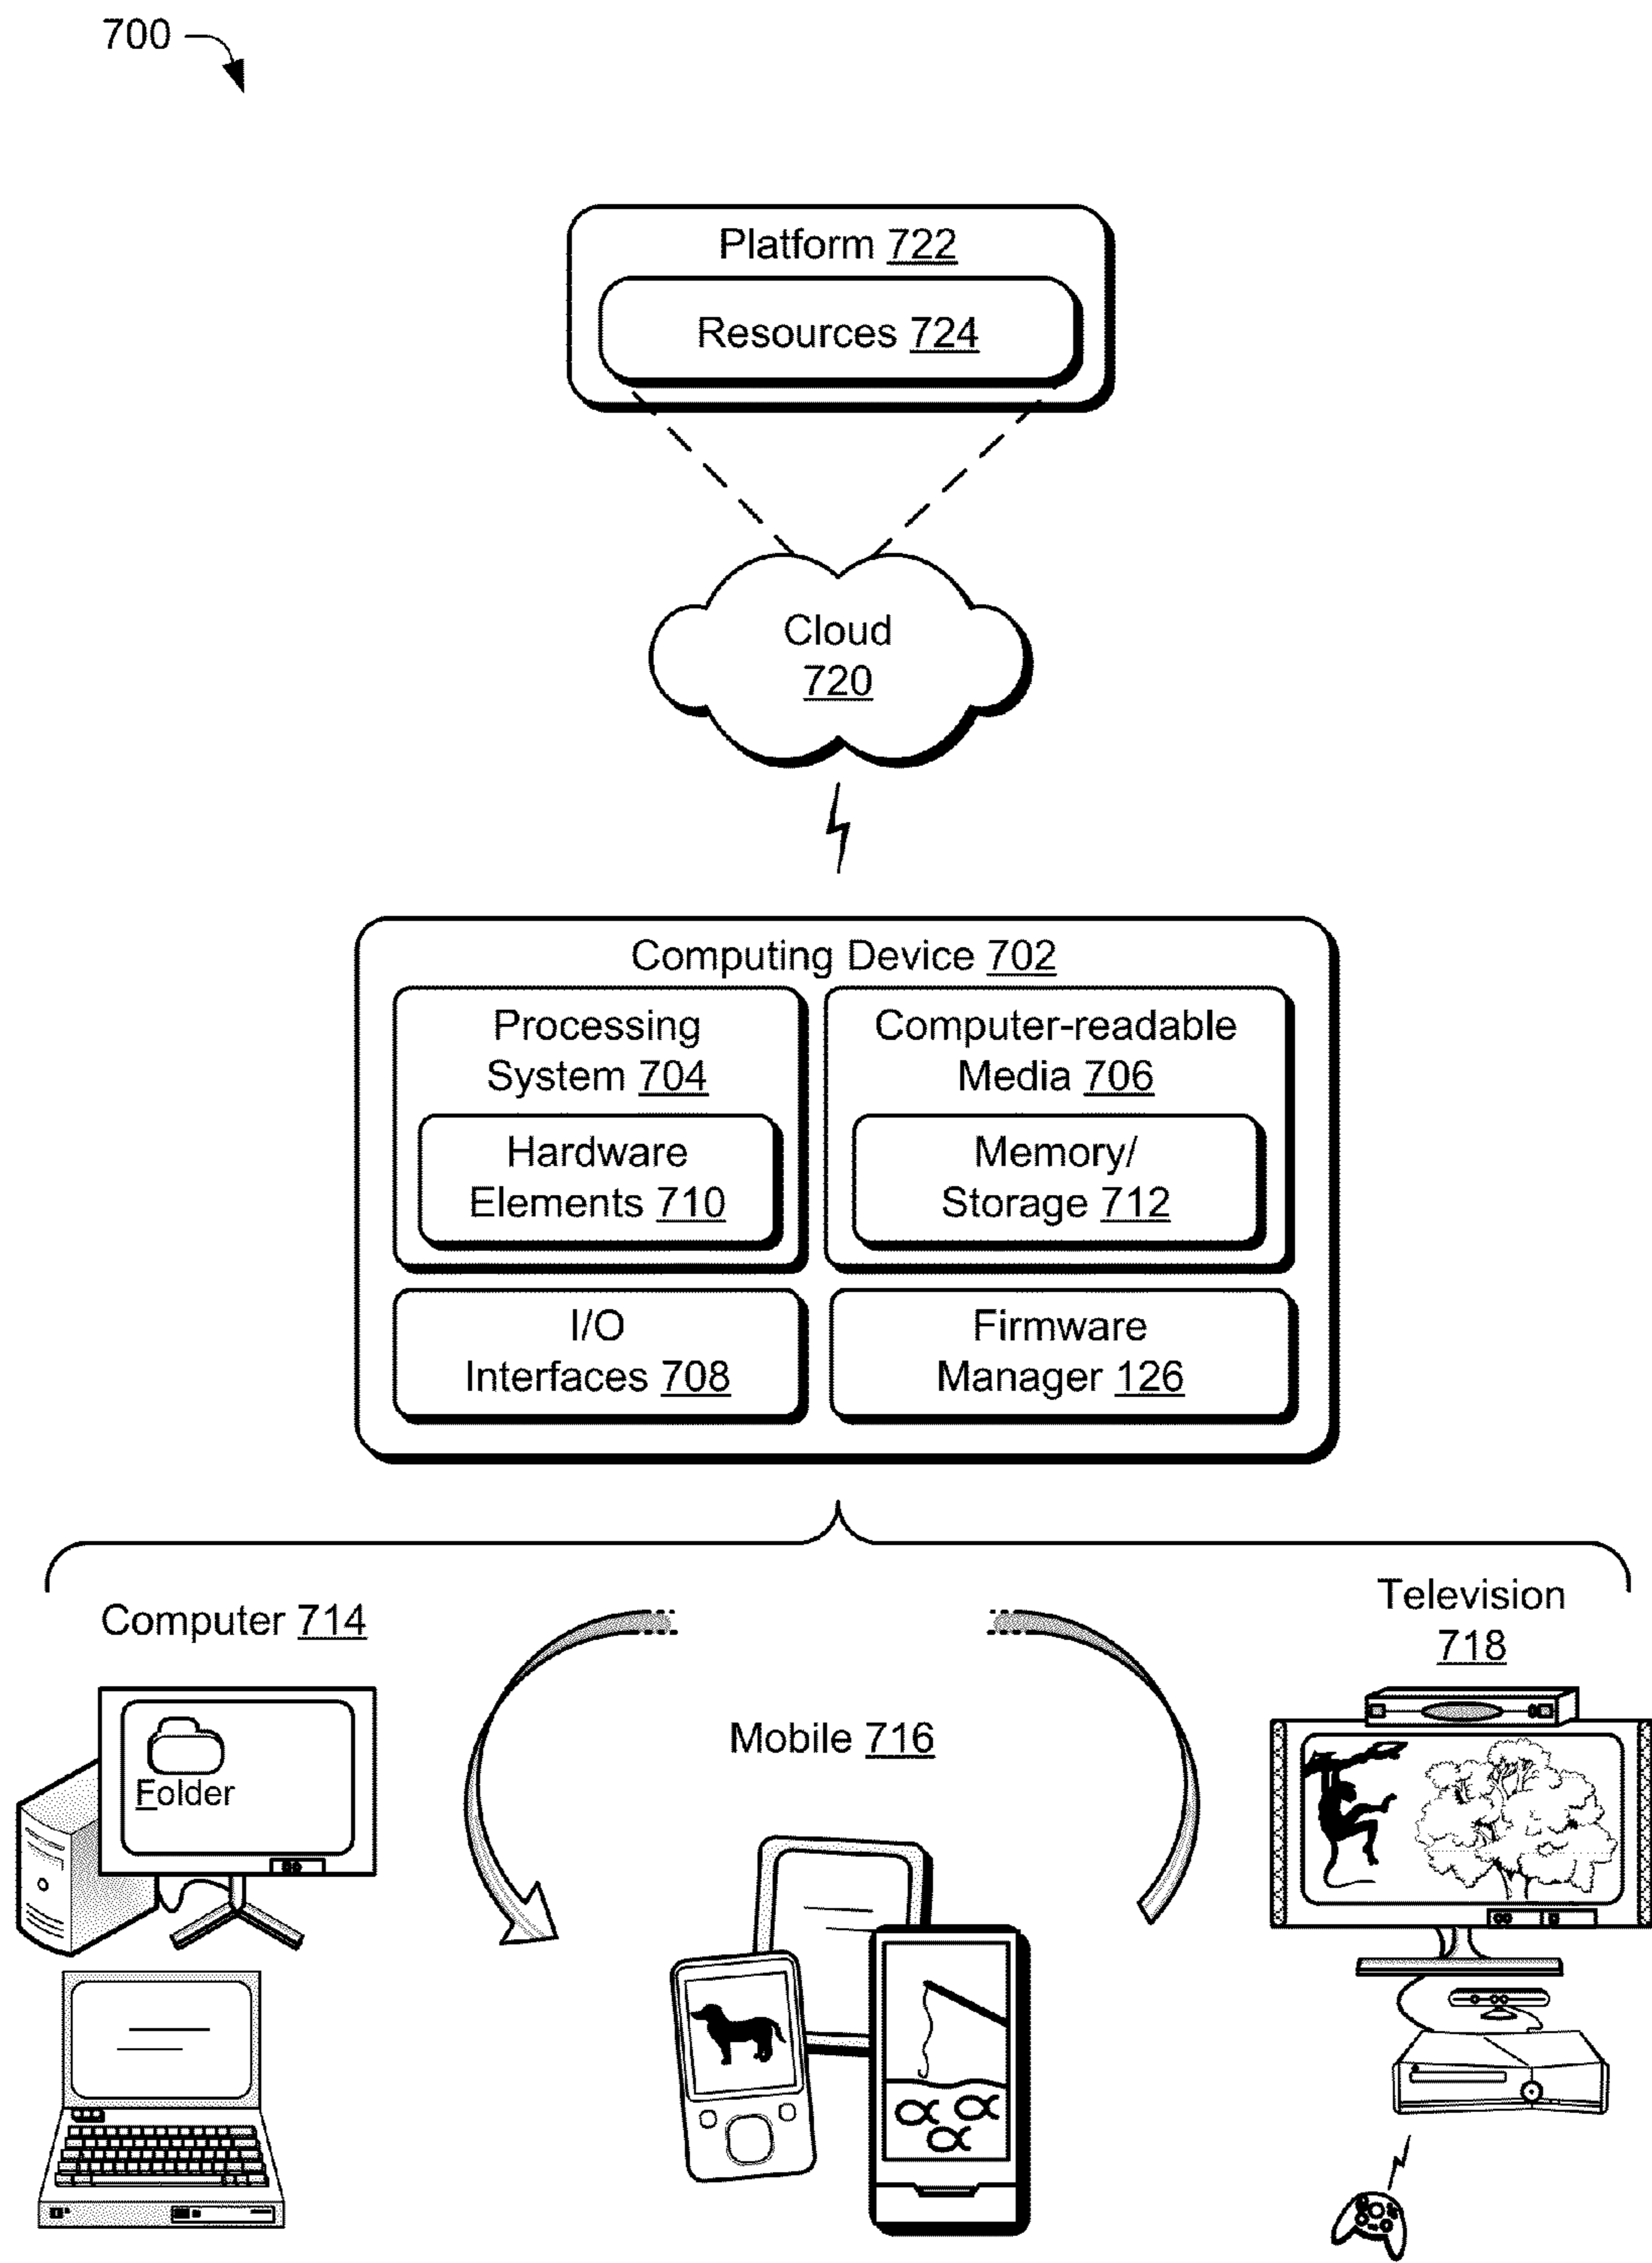 700
Platform 722
Resources 724
Cloud
720
Computing Device 702
Processing
System 704
Hardware
Elements 710
Computer-readable
Media 706
Memory/
Storage 712
I/O
Interfaces 708
Firmware
Manager 126
Computer 714
Folder
Mobile 716
Television
718